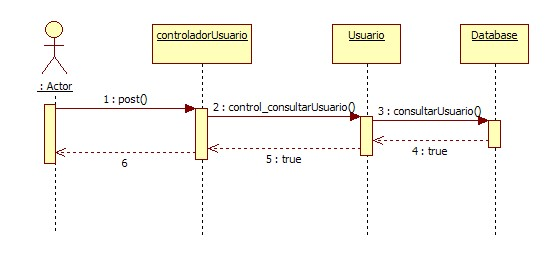 controladorUsuario
Usuario
Database
: Actor
1 : post()
2 : control_consultarUsuario()
3 : consultarUsuario()
4 : true
5 : true
6